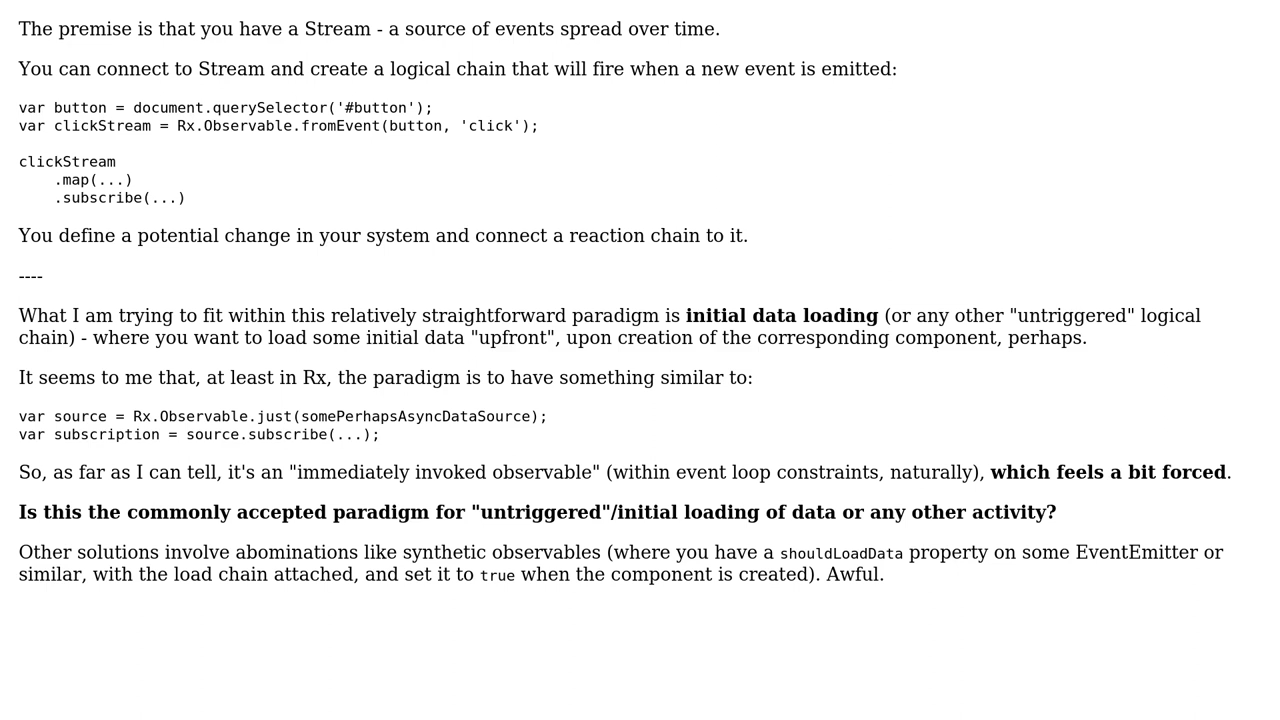 The premise is that you have a Stream - a source of events spread over time.
You can connect to Stream and create a logical chain that will fire when a new event is emitted:
var button = document.querySelector('#button');
var clickStream = Rx.Observable.fromEvent(button, 'click');
clickStream
    .map(...)
    .subscribe(...)
You define a potential change in your system and connect a reaction chain to it.
----
What I am trying to fit within this relatively straightforward paradigm is initial data loading (or any other "untriggered" logical
chain) - where you want to load some initial data "upfront", upon creation of the corresponding component, perhaps.
It seems to me that, at least in Rx, the paradigm is to have something similar to:
var source = Rx.Observable.just(somePerhapsAsyncDataSource);
var subscription = source.subscribe(...);
So, as far as I can tell, it's an "immediately invoked observable" (within event loop constraints, naturally), which feels a bit forced.
Is this the commonly accepted paradigm for "untriggered"/initial loading of data or any other activity?
Other solutions involve abominations like synthetic observables (where you have a shouldLoadData property on some EventEmitter or
similar, with the load chain attached, and set it to true when the component is created). Awful.